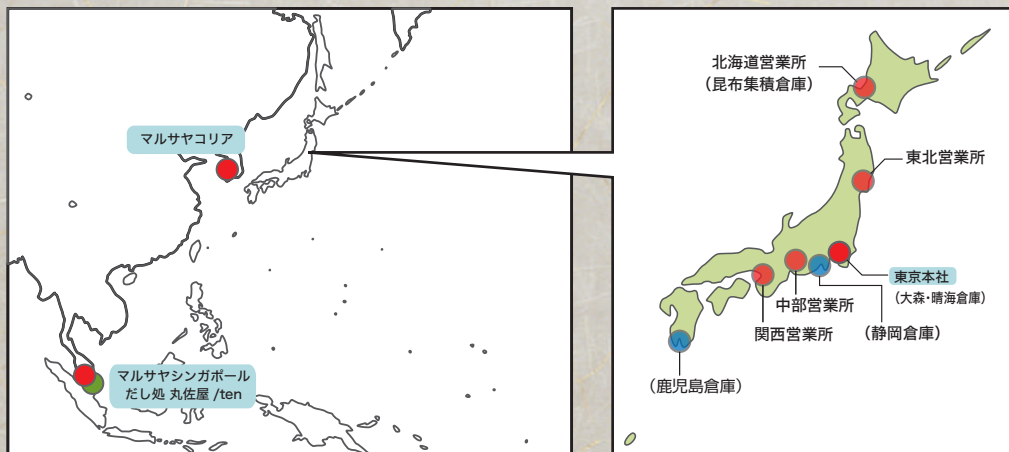 マルサヤコリア
マルサヤシンガポール
だし処 丸佐屋 /ten
北海道営業所
(昆布集積倉庫)
東北営業所
東京本社
(大森・晴海倉庫)
中部営業所
(静岡倉庫)
関西営業所
(鹿児島倉庫)